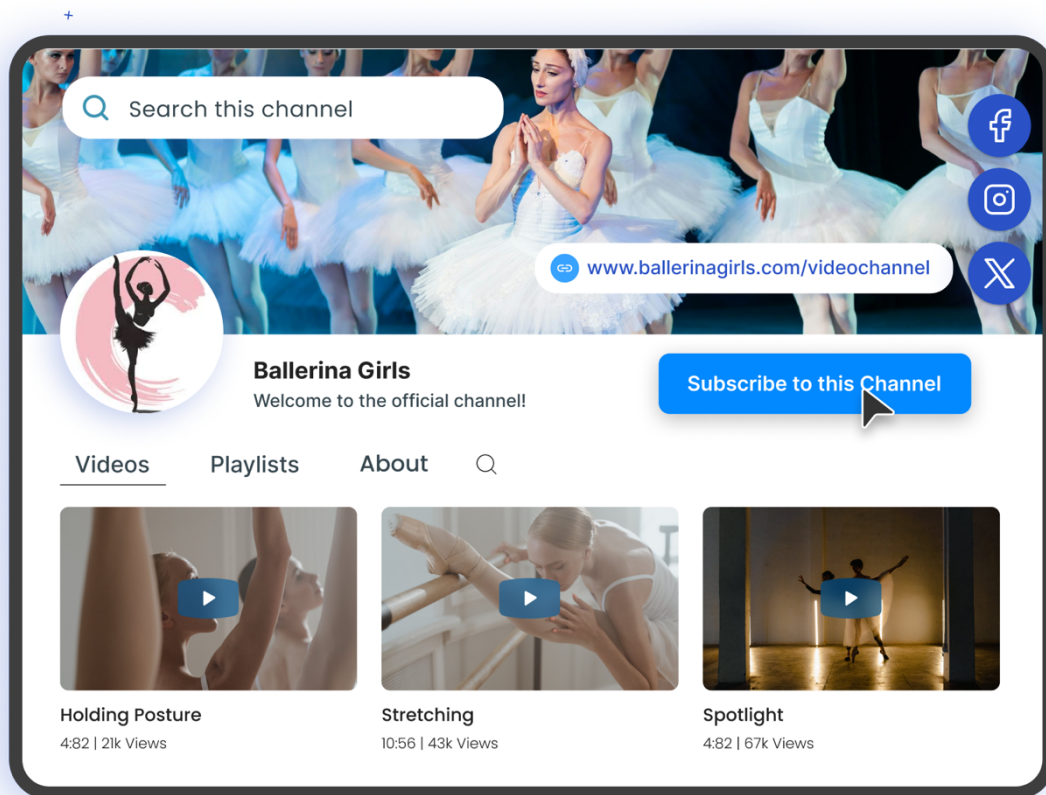 Search this channel
www.ballerinagirls.com/videochannel
Ballerina Girls
Welcome to the official channel!
Subscribe to this Channel
Videos Playlists About
Holding Posture
4:82 | 21k Views
Stretching
10:56 | 43k Views
Spotlight
4:82 | 67k Views